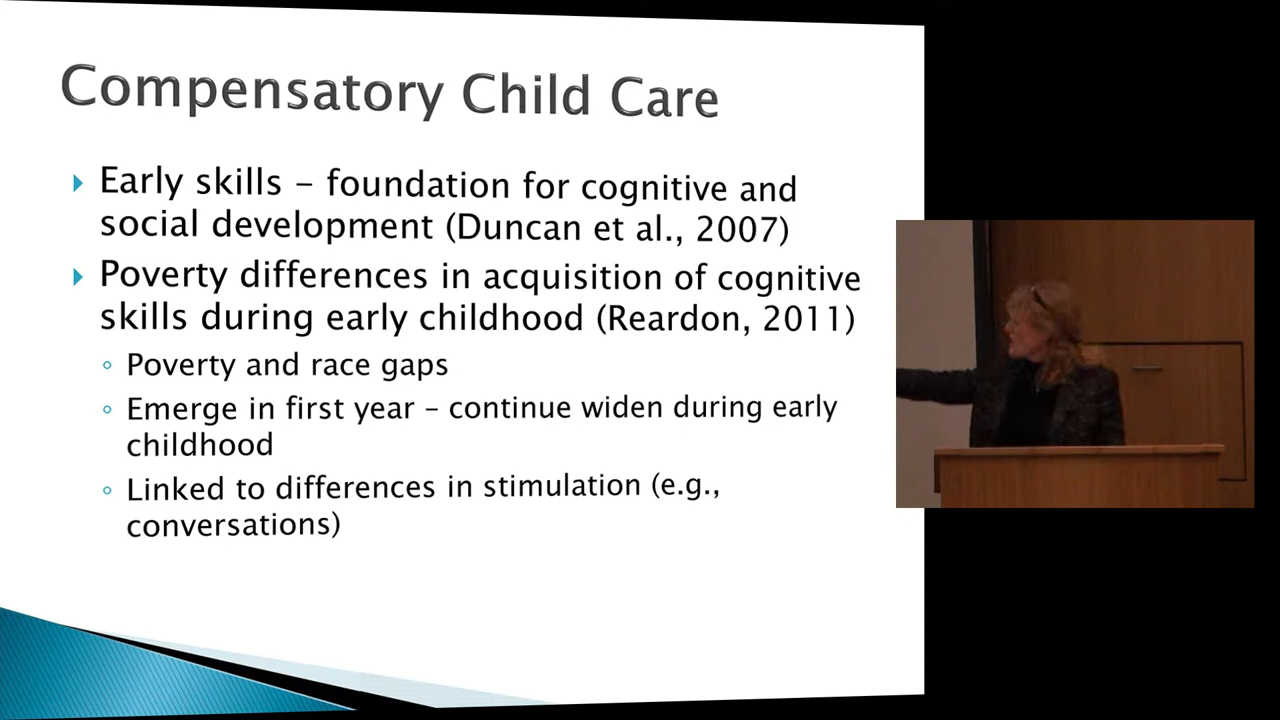 Compensatory Child Care
Early skills – foundation for cognitive and
social development (Duncan et al., 2007)
Poverty differences in acquisition of cognitive
skills during early childhood (Reardon, 2011)
Poverty and race gaps
Emerge in first year – continue widen during early
childhood
Linked to differences in stimulation (e.g.,
conversations)